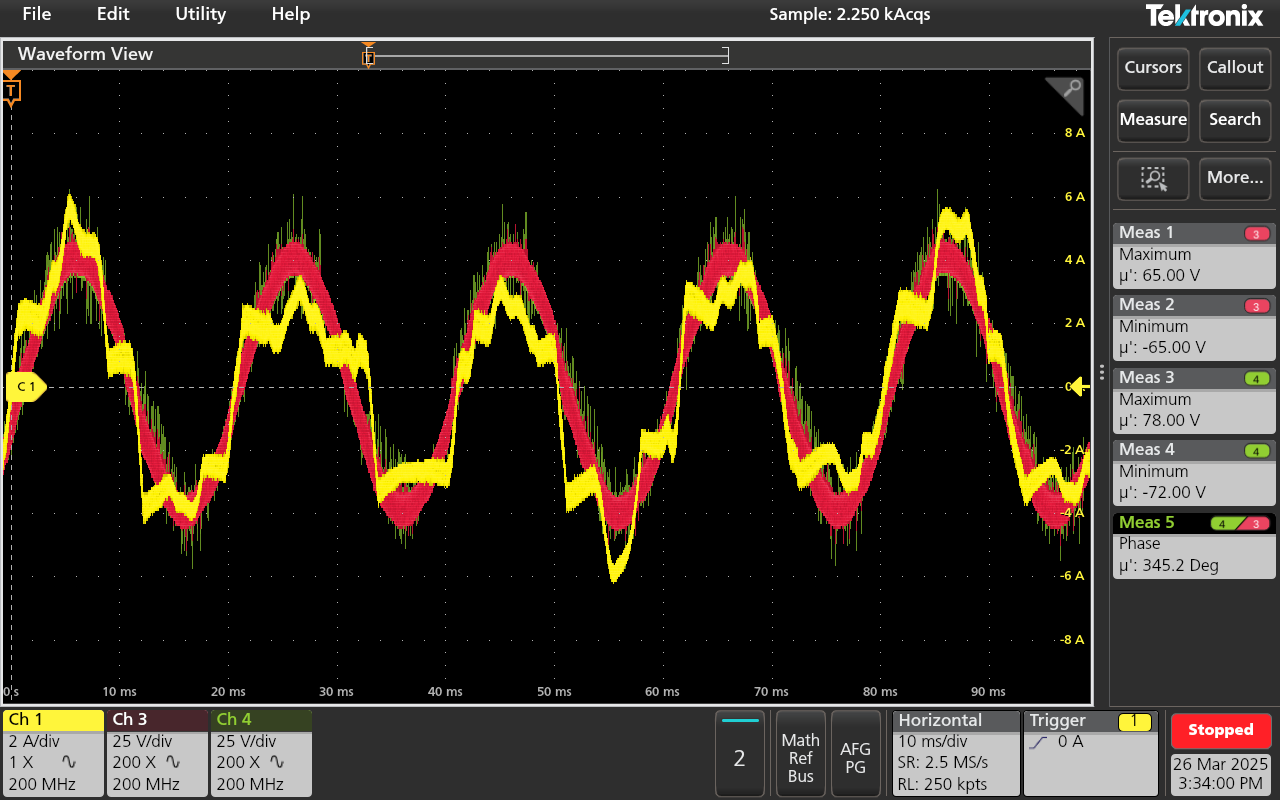 File Edit Utility Help Sample: 2.250 kAcqs Tektronix
Waveform View
T
T
Cursors Callout
Measure Search
More...
8 A
6 A
4 A
2 A
C 1
0 A
-2 A
-4 A
-6 A
-8 A
0 s 10 ms 20 ms 30 ms 40 ms 50 ms 60 ms 70 ms 80 ms 90 ms
Meas 1 3
Maximum
µ': 65.00 V
Meas 2 3
Minimum
µ': -65.00 V
Meas 3 4
Maximum
µ': 78.00 V
Meas 4 4
Minimum
µ': -72.00 V
Meas 5 4 3
Phase
µ': 345.2 Deg
Ch 1
2 A/div
1 X
200 MHz
Ch 3
25 V/div
200 X
200 MHz
Ch 4
25 V/div
200 X
200 MHz
2
Math
Ref
Bus
AFG
PG
Horizontal
10 ms/div
SR: 2.5 MS/s
RL: 250 kpts
Trigger 1
0 A
Stopped
26 Mar 2025
3:34:00 PM